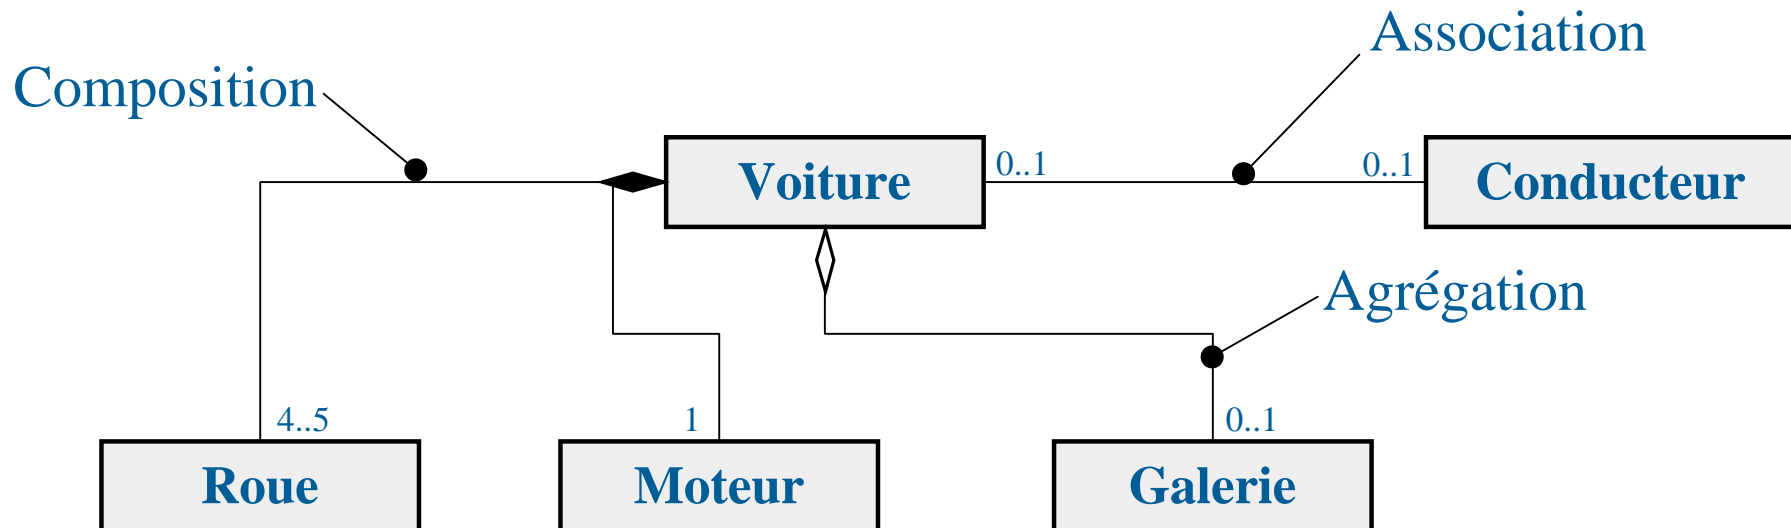 Association
Composition
Voiture
0..1
0..1
Conducteur
Agrégation
4..5
1
0..1
Roue
Moteur
Galerie